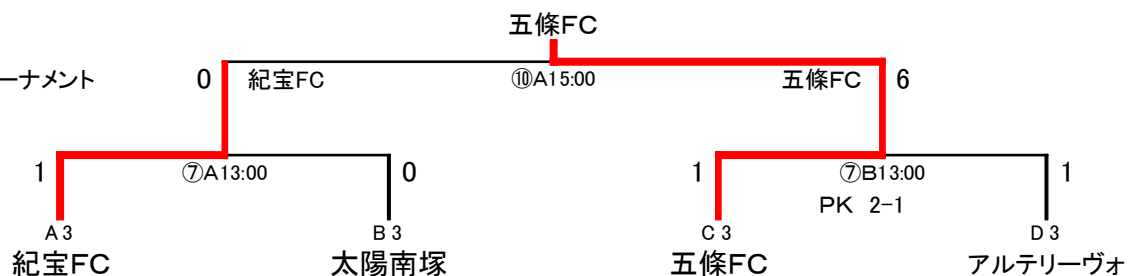 五條FC
ーナメント 0 紀宝FC ⑩A15:00 五條FC 6
1 ⑦A13:00 0 1 ⑦B13:00 1
PK 2-1
A3 B3 C3 D3
紀宝FC 太陽南塚 五條FC アルテリーヴォ